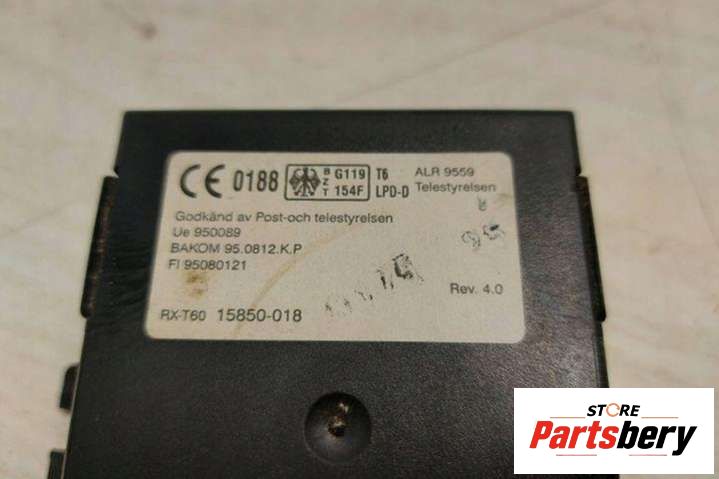 CE 0188 BZT G119 154F T6 LPD-D ALR 9559 Telestyrelsen
Godkänd av Post-och telestyrelsen
Ue 950089
BAKOM 95.0812.K.P
FI 95080121
Rev. 4.0
RX-T60 15850-018
STORE
Partsbery